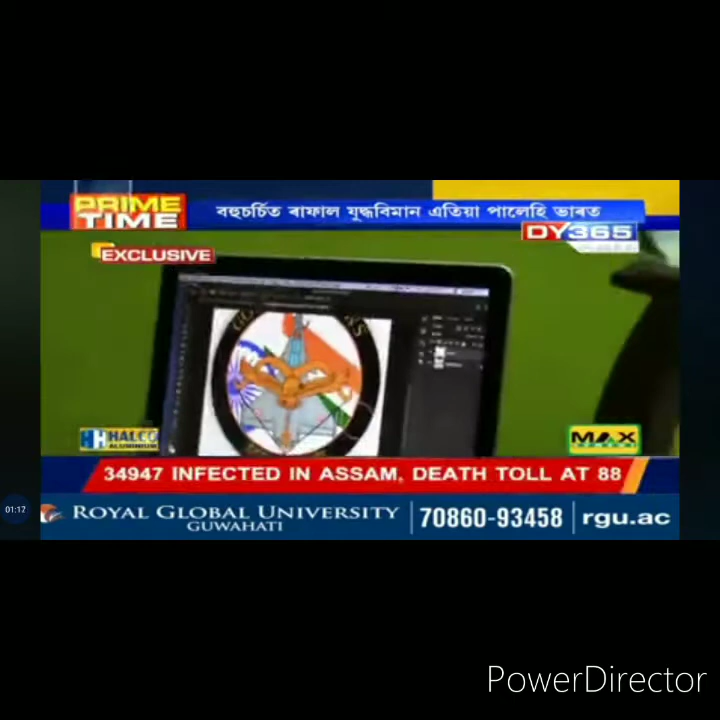 PRIME TIME
বহুচৰ্চিত ৰাফাল যুদ্ধবিমান এতিয়া পালেহি ভাৰত
DY365
EXCLUSIVE
HALCO
MAX
34947 INFECTED IN ASSAM, DEATH TOLL AT 88
01:12
ROYAL GLOBAL UNIVERSITY
GUWAHATI
70860-93458
rgu.ac
PowerDirector